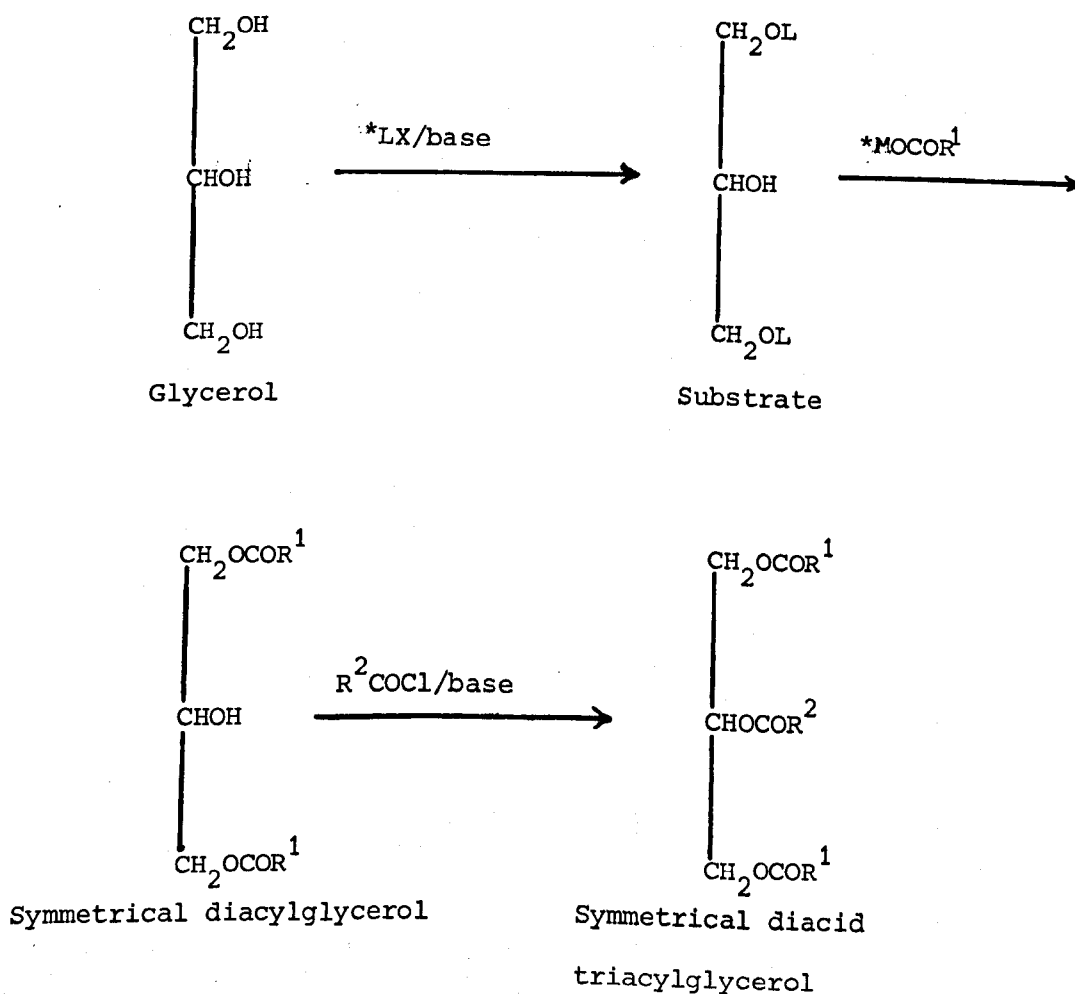 CH2OH CH2OL
*LX/base *MOCOR1
CHOH CHOH
CH2OH CH2OL
Glycerol Substrate
CH2OCOR1 CH2OCOR1
R2COCl/base
CHOH CHOCOR2
CH2OCOR1 CH2OCOR1
Symmetrical diacylglycerol Symmetrical diacid
triacylglycerol